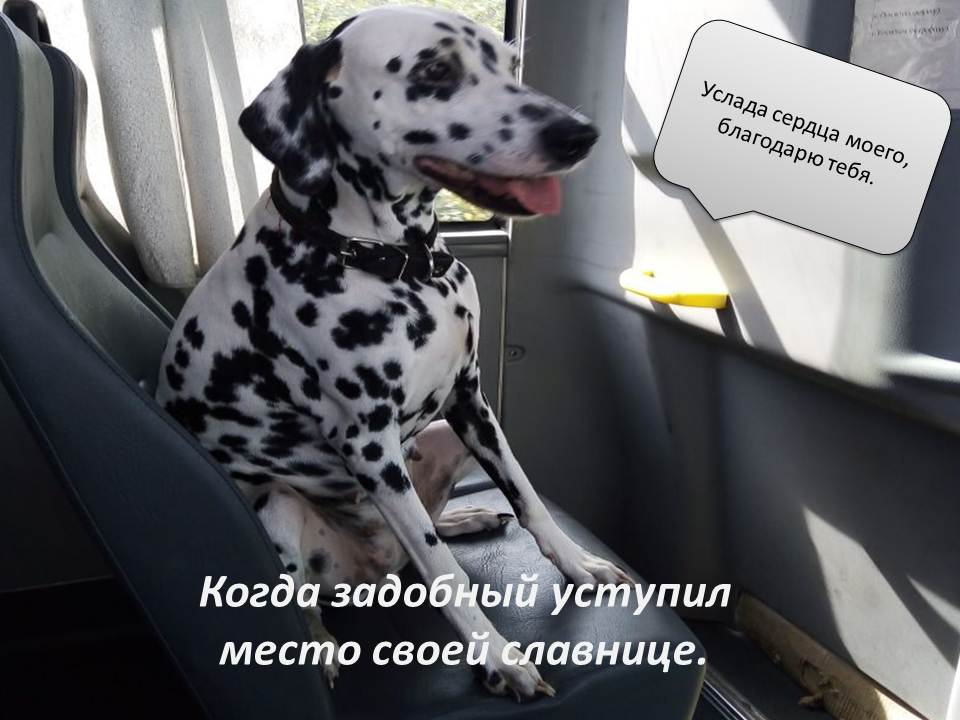 Услада сердца моего,
благодарю тебя.
Когда задобный уступил
место своей славнице.